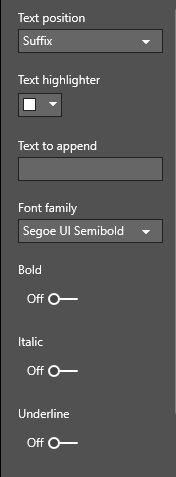 Text position
Suffix
Text highlighter
Text to append
Font family
Segoe UI Semibold
Bold
Off
Italic
Off
Underline
Off